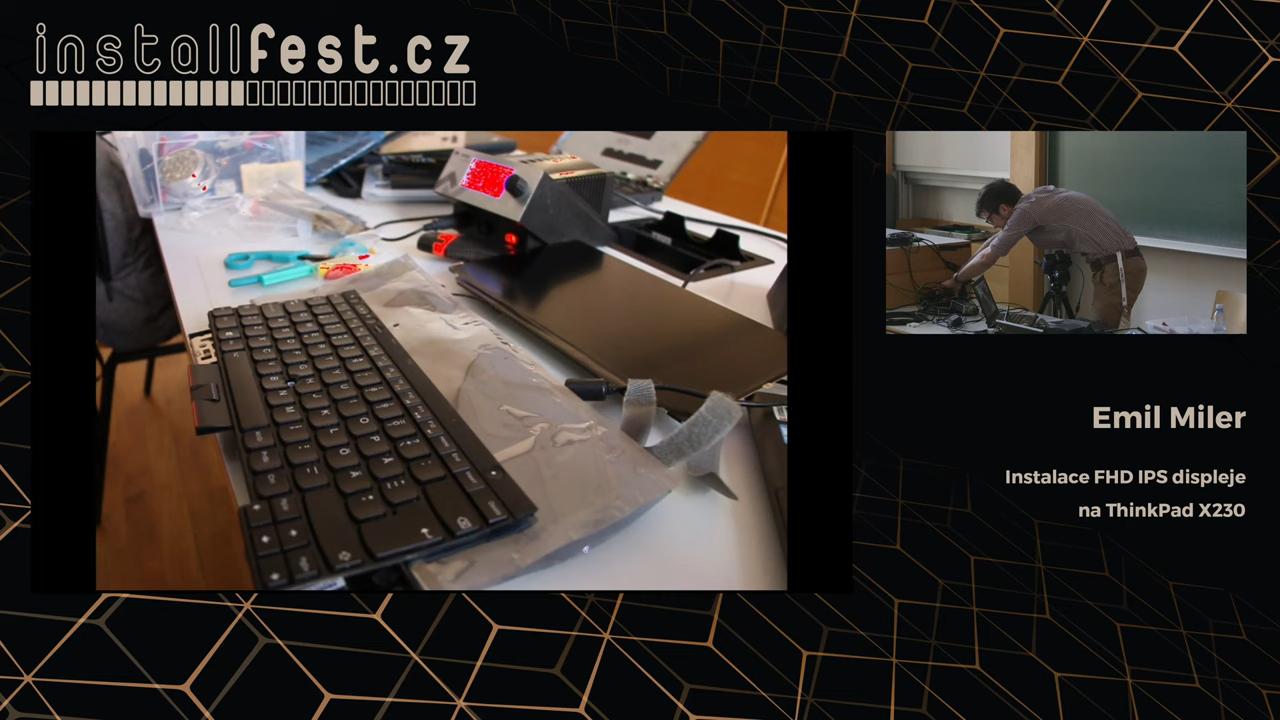 installfest.cz
Emil Miler
Instalace FHD IPS displeje
na ThinkPad X230